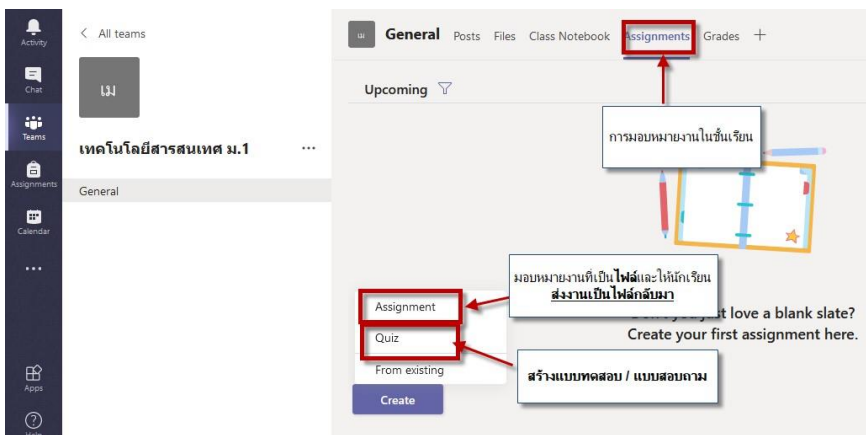 Activity
Chat
Teams
Assignments
Calendar
Apps
< All teams
เม
เทคโนโลยีสารสนเทศ ม.1
General
เม General Posts Files Class Notebook Assignments Grades +
Upcoming
การมอบหมายงานในชั้นเรียน
มอบหมายงานที่เป็นไฟล์และให้นักเรียน
ส่งงานเป็นไฟล์กลับมา
Assignment
Quiz
From existing
Create
love a blank slate?
Create your first assignment here.
สร้างแบบทดสอบ / แบบสอบถาม